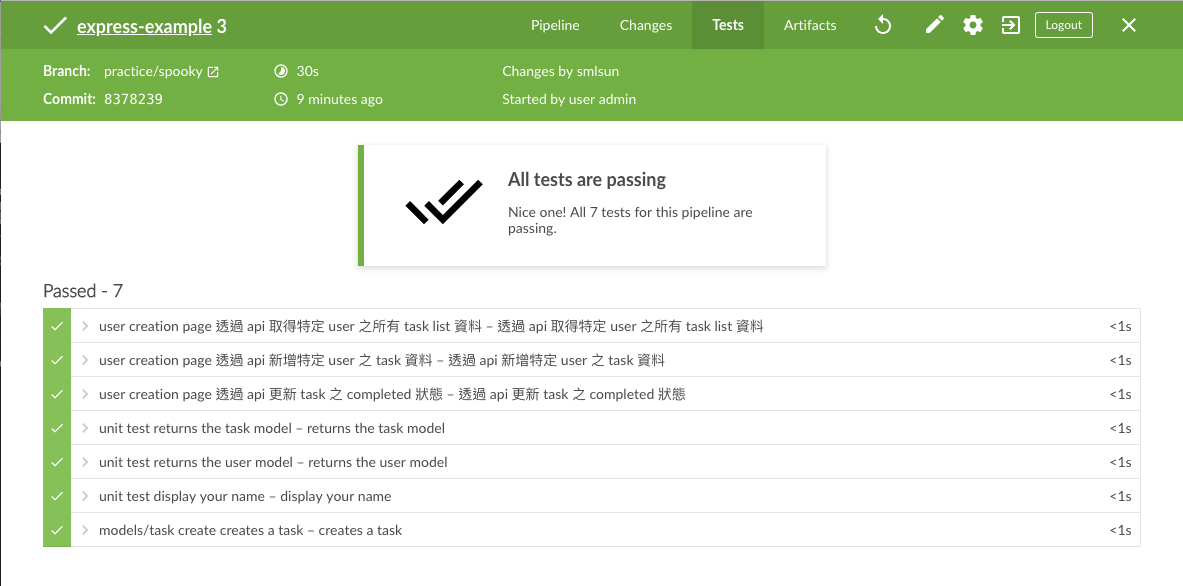 express-example 3
Pipeline
Changes
Tests
Artifacts
Logout
Branch: practice/spooky
30s
Changes by smlsun
Commit: 8378239
9 minutes ago
Started by user admin
All tests are passing
Nice one! All 7 tests for this pipeline are
passing.
Passed - 7
user creation page 透過 api 取得特定 user 之所有 task list 資料 – 透過 api 取得特定 user 之所有 task list 資料 <1s
user creation page 透過 api 新增特定 user 之 task 資料 – 透過 api 新增特定 user 之 task 資料 <1s
user creation page 透過 api 更新 task 之 completed 狀態 – 透過 api 更新 task 之 completed 狀態 <1s
unit test returns the task model – returns the task model <1s
unit test returns the user model – returns the user model <1s
unit test display your name – display your name <1s
models/task create creates a task – creates a task <1s